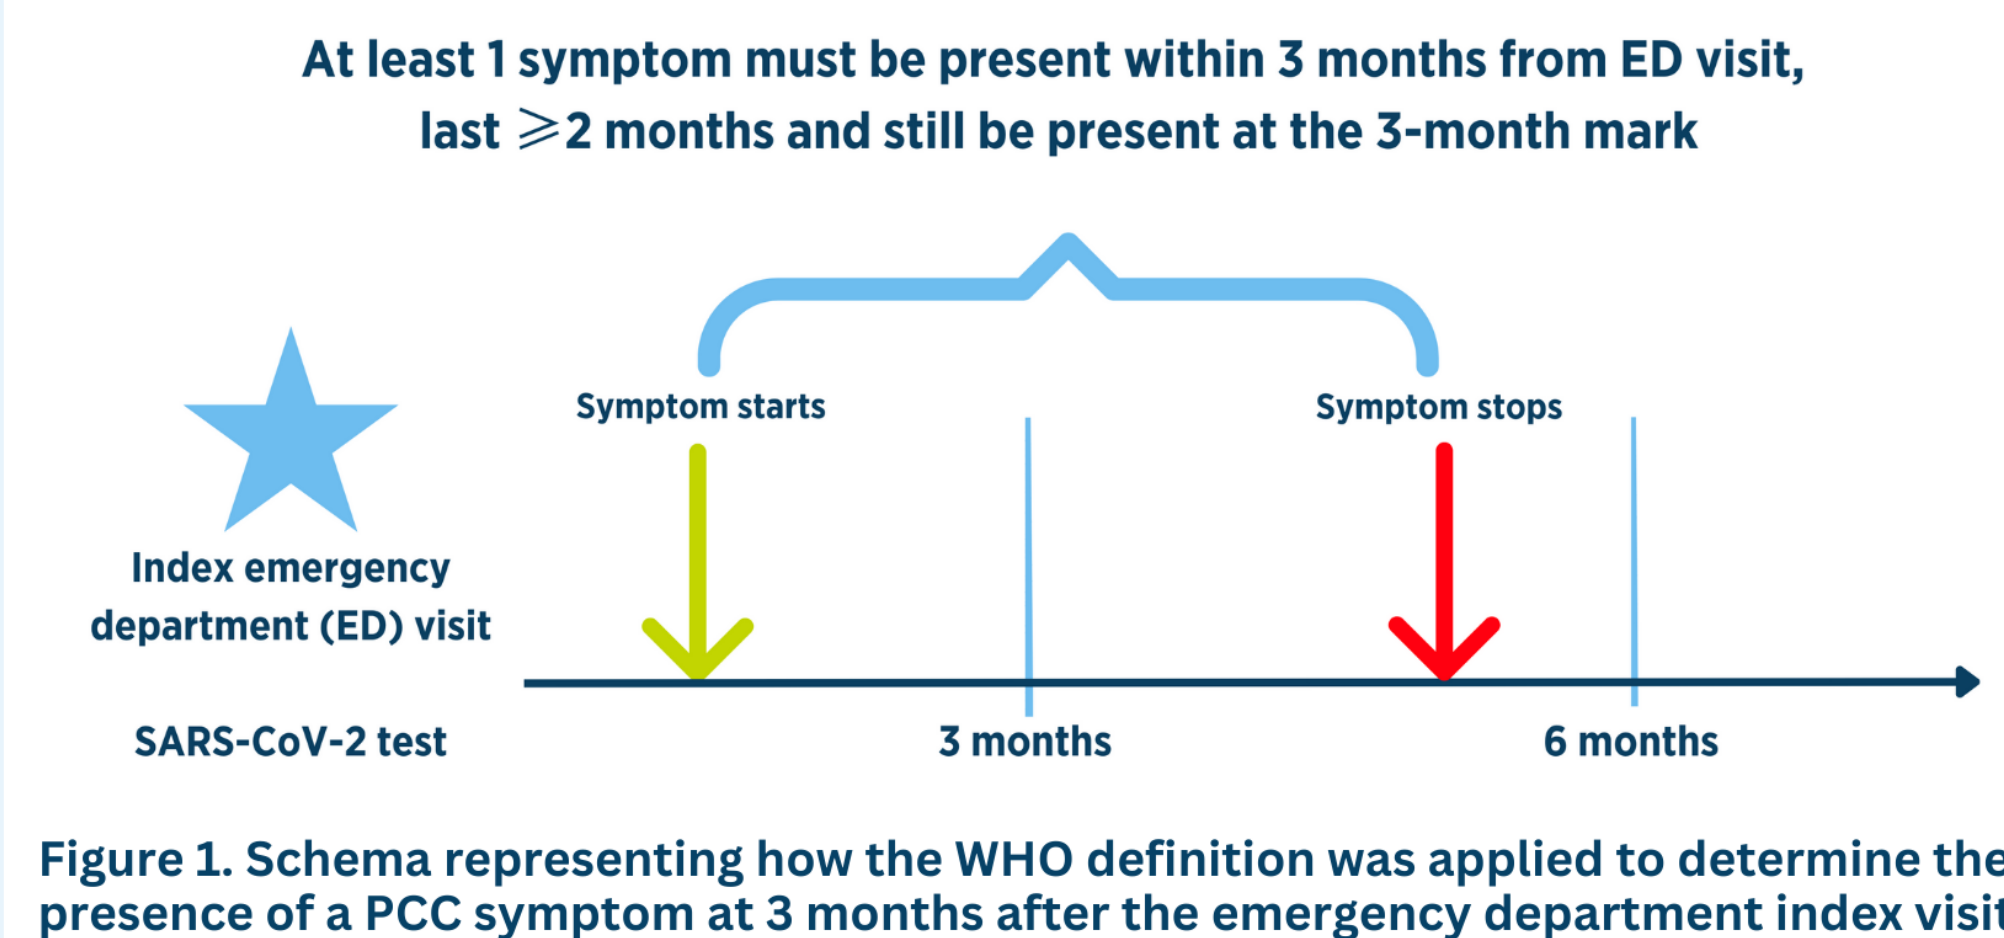 At least 1 symptom must be present within 3 months from ED visit,
last ⩾2 months and still be present at the 3-month mark
Symptom starts
Symptom stops
Index emergency
department (ED) visit
SARS-CoV-2 test
3 months
6 months
Figure 1. Schema representing how the WHO definition was applied to determine the
presence of a PCC symptom at 3 months after the emergency department index visit